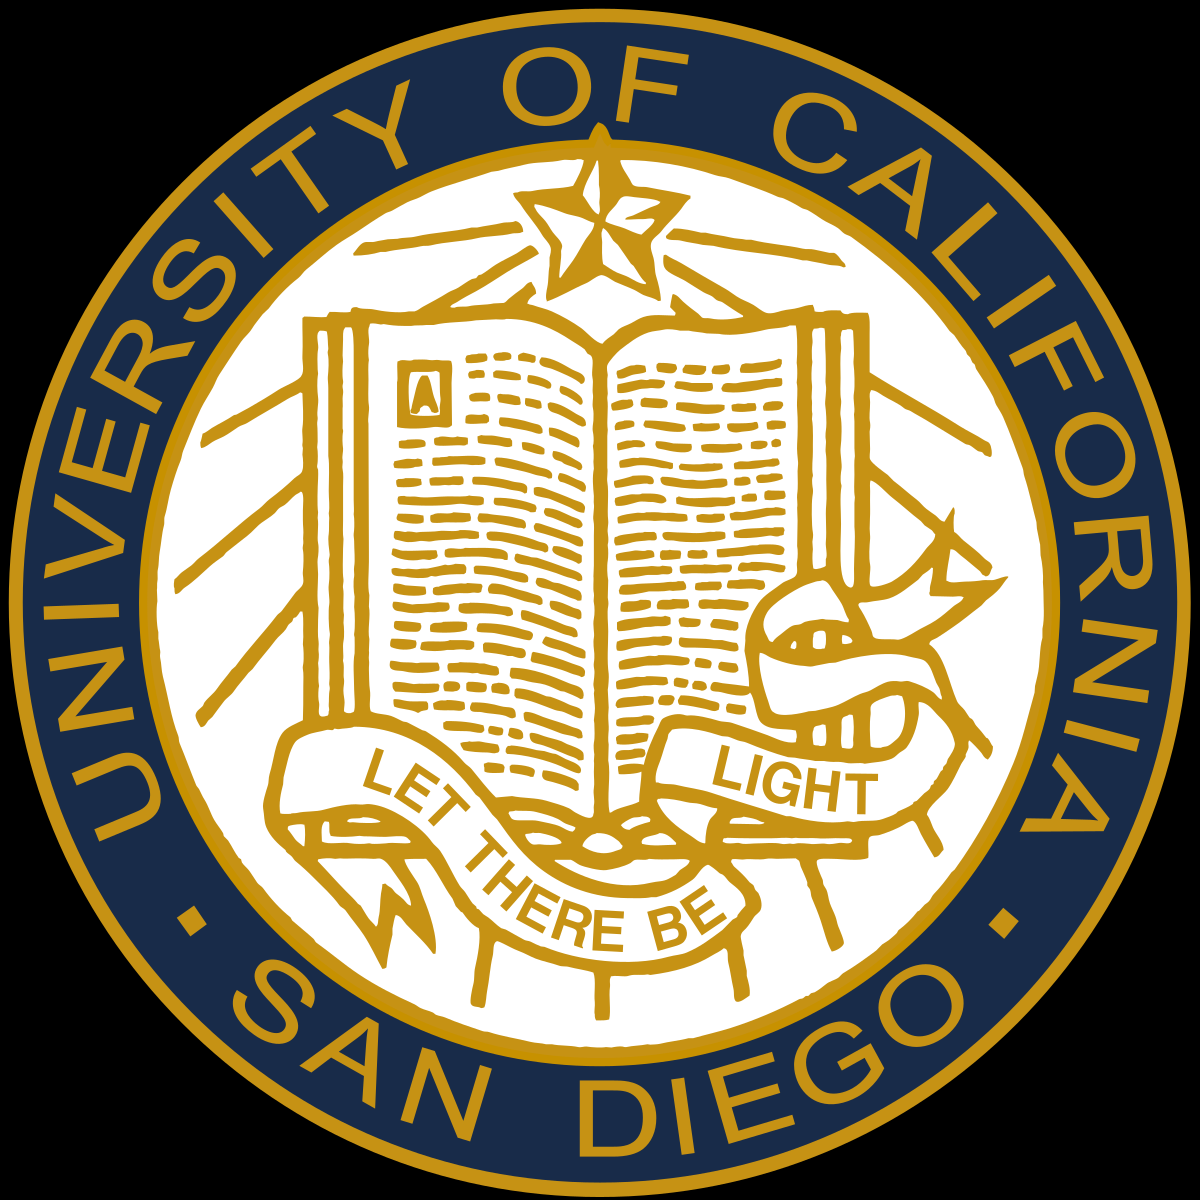 UNIVERSITY OF CALIFORNIA
A
LET THERE BE
LIGHT
· SAN DIEGO ·